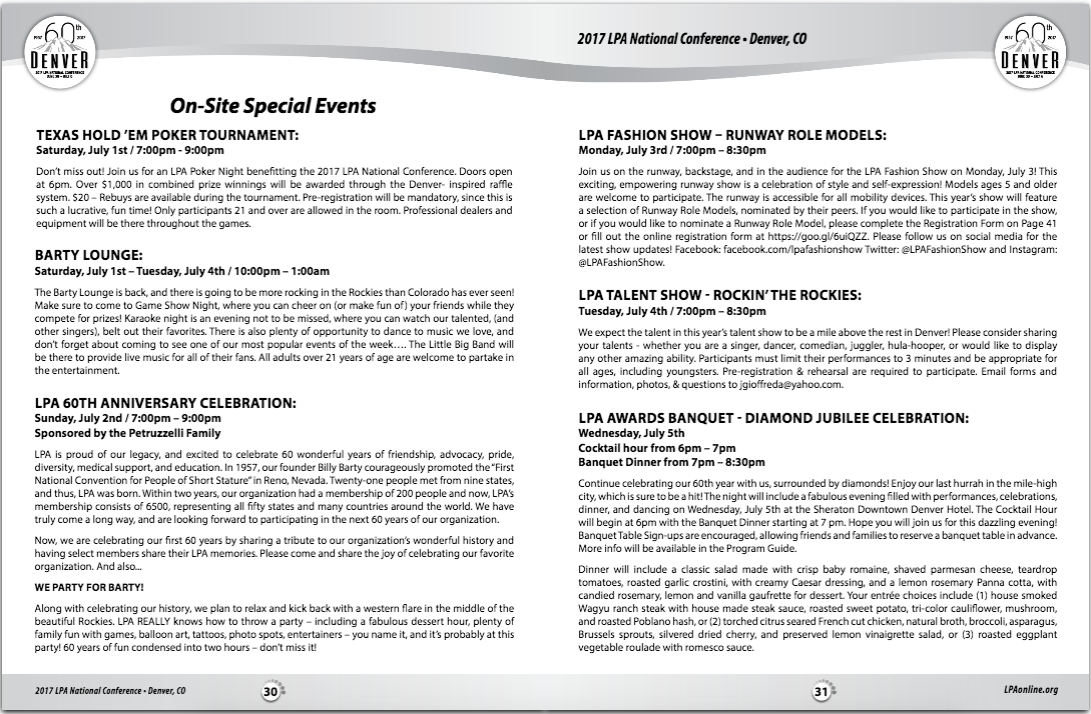 1957 60th 2017
DENVER
2017 LPA NATIONAL CONFERENCE
2017 LPA National Conference • Denver, CO
1957 60th 2017
DENVER
2017 LPA NATIONAL CONFERENCE
On-Site Special Events
TEXAS HOLD ’EM POKER TOURNAMENT:
Saturday, July 1st / 7:00pm - 9:00pm
Don’t miss out! Join us for an LPA Poker Night benefitting the 2017 LPA National Conference. Doors open
at 6pm. Over $1,000 in combined prize winnings will be awarded through the Denver- inspired raffle
system. $20 – Rebuys are available during the tournament. Pre-registration will be mandatory, since this is
such a lucrative, fun time! Only participants 21 and over are allowed in the room. Professional dealers and
equipment will be there throughout the games.
BARTY LOUNGE:
Saturday, July 1st – Tuesday, July 4th / 10:00pm – 1:00am
The Barty Lounge is back, and there is going to be more rocking in the Rockies than Colorado has ever seen!
Make sure to come to Game Show Night, where you can cheer on (or make fun of) your friends while they
compete for prizes! Karaoke night is an evening not to be missed, where you can watch our talented, (and
other singers), belt out their favorites. There is also plenty of opportunity to dance to music we love, and
don’t forget about coming to see one of our most popular events of the week…. The Little Big Band will
be there to provide live music for all of their fans. All adults over 21 years of age are welcome to partake in
the entertainment.
LPA 60TH ANNIVERSARY CELEBRATION:
Sunday, July 2nd / 7:00pm – 9:00pm
Sponsored by the Petruzzelli Family
LPA is proud of our legacy, and excited to celebrate 60 wonderful years of friendship, advocacy, pride,
diversity, medical support, and education. In 1957, our founder Billy Barty courageously promoted the “First
National Convention for People of Short Stature” in Reno, Nevada. Twenty-one people met from nine states,
and thus, LPA was born. Within two years, our organization had a membership of 200 people and now, LPA’s
membership consists of 6500, representing all fifty states and many countries around the world. We have
truly come a long way, and are looking forward to participating in the next 60 years of our organization.
Now, we are celebrating our first 60 years by sharing a tribute to our organization’s wonderful history and
having select members share their LPA memories. Please come and share the joy of celebrating our favorite
organization. And also...
WE PARTY FOR BARTY!
Along with celebrating our history, we plan to relax and kick back with a western flare in the middle of the
beautiful Rockies. LPA REALLY knows how to throw a party – including a fabulous dessert hour, plenty of
family fun with games, balloon art, tattoos, photo spots, entertainers – you name it, and it’s probably at this
party! 60 years of fun condensed into two hours – don’t miss it!
LPA FASHION SHOW – RUNWAY ROLE MODELS:
Monday, July 3rd / 7:00pm – 8:30pm
Join us on the runway, backstage, and in the audience for the LPA Fashion Show on Monday, July 3! This
exciting, empowering runway show is a celebration of style and self-expression! Models ages 5 and older
are welcome to participate. The runway is accessible for all mobility devices. This year’s show will feature
a selection of Runway Role Models, nominated by their peers. If you would like to participate in the show,
or if you would like to nominate a Runway Role Model, please complete the Registration Form on Page 41
or fill out the online registration form at https://goo.gl/6uiQZZ. Please follow us on social media for the
latest show updates! Facebook: facebook.com/lpafashionshow Twitter: @LPAFashionShow and Instagram:
@LPAFashionShow.
LPA TALENT SHOW - ROCKIN’ THE ROCKIES:
Tuesday, July 4th / 7:00pm – 8:30pm
We expect the talent in this year’s talent show to be a mile above the rest in Denver! Please consider sharing
your talents - whether you are a singer, dancer, comedian, juggler, hula-hooper, or would like to display
any other amazing ability. Participants must limit their performances to 3 minutes and be appropriate for
all ages, including youngsters. Pre-registration & rehearsal are required to participate. Email forms and
information, photos, & questions to jgioffreda@yahoo.com.
LPA AWARDS BANQUET - DIAMOND JUBILEE CELEBRATION:
Wednesday, July 5th
Cocktail hour from 6pm – 7pm
Banquet Dinner from 7pm – 8:30pm
Continue celebrating our 60th year with us, surrounded by diamonds! Enjoy our last hurrah in the mile-high
city, which is sure to be a hit! The night will include a fabulous evening filled with performances, celebrations,
dinner, and dancing on Wednesday, July 5th at the Sheraton Downtown Denver Hotel. The Cocktail Hour
will begin at 6pm with the Banquet Dinner starting at 7 pm. Hope you will join us for this dazzling evening!
Banquet Table Sign-ups are encouraged, allowing friends and families to reserve a banquet table in advance.
More info will be available in the Program Guide.
Dinner will include a classic salad made with crisp baby romaine, shaved parmesan cheese, teardrop
tomatoes, roasted garlic crostini, with creamy Caesar dressing, and a lemon rosemary Panna cotta, with
candied rosemary, lemon and vanilla gaufrette for dessert. Your entrée choices include (1) house smoked
Wagyu ranch steak with house made steak sauce, roasted sweet potato, tri-color cauliflower, mushroom,
and roasted Poblano hash, or (2) torched citrus seared French cut chicken, natural broth, broccoli, asparagus,
Brussels sprouts, silvered dried cherry, and preserved lemon vinaigrette salad, or (3) roasted eggplant
vegetable roulade with romesco sauce.
2017 LPA National Conference • Denver, CO
30
31
LPAonline.org